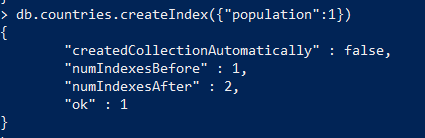 > db.countries.createIndex({"population":1})
{
        "createdCollectionAutomatically" : false,
        "numIndexesBefore" : 1,
        "numIndexesAfter" : 2,
        "ok" : 1
}